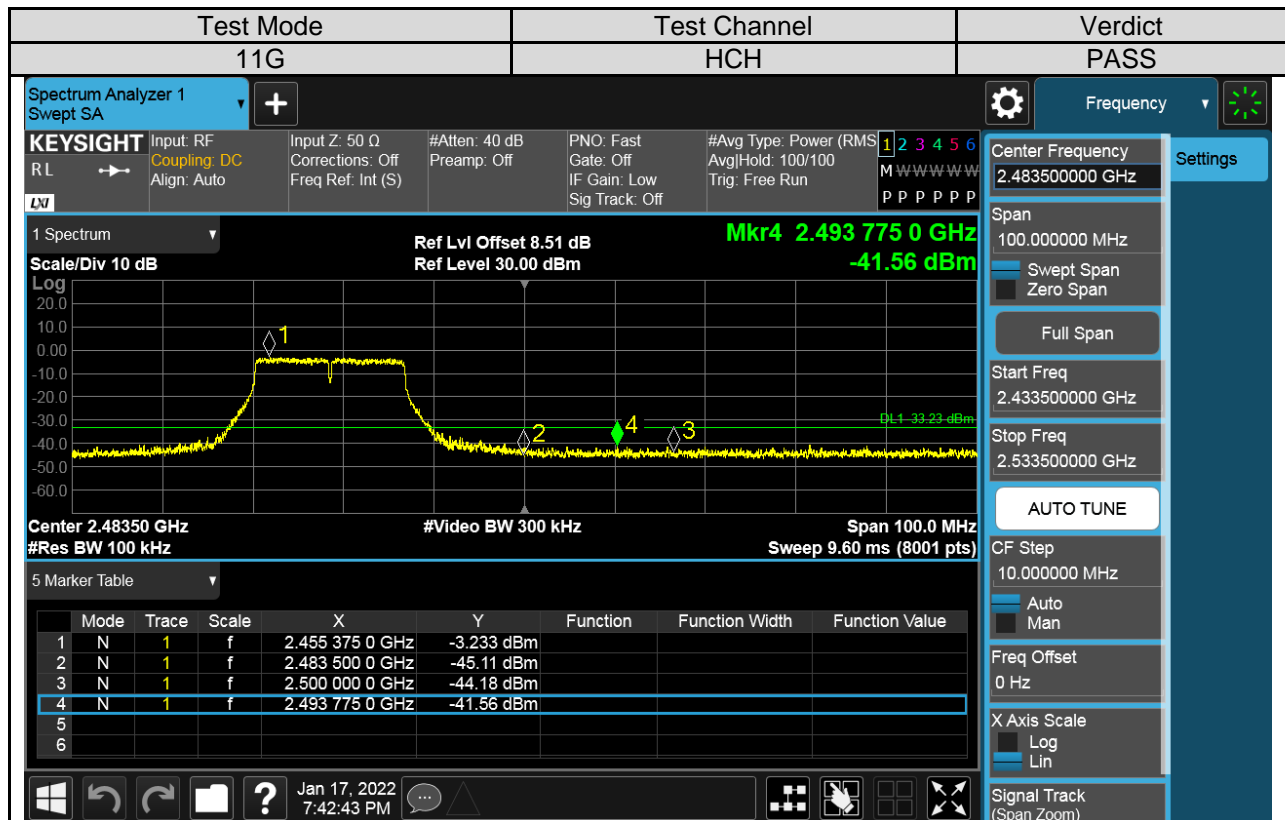 Test Mode Test Channel Verdict
11G HCH PASS
Spectrum Analyzer 1
Swept SA
+
Frequency
KEYSIGHT
RL
LXI
Input: RF
Coupling: DC
Align: Auto
Input Z: 50 Ω
Corrections: Off
Freq Ref: Int (S)
#Atten: 40 dB
Preamp: Off
PNO: Fast
Gate: Off
IF Gain: Low
Sig Track: Off
#Avg Type: Power (RMS
Avg|Hold: 100/100
Trig: Free Run
1 2 3 4 5 6
M W W W W W
P P P P P P
1 Spectrum
Scale/Div 10 dB
Ref Lvl Offset 8.51 dB
Ref Level 30.00 dBm
Mkr4 2.493 775 0 GHz
-41.56 dBm
Log
20.0
10.0
0.00
-10.0
-20.0
-30.0
-40.0
-50.0
-60.0
1
2
4
3
DL1 -33.23 dBm
Center 2.48350 GHz #Video BW 300 kHz Span 100.0 MHz
#Res BW 100 kHz Sweep 9.60 ms (8001 pts)
5 Marker Table
Mode Trace Scale X Y Function Function Width Function Value
1 N 1 f 2.455 375 0 GHz -3.233 dBm
2 N 1 f 2.483 500 0 GHz -45.11 dBm
3 N 1 f 2.500 000 0 GHz -44.18 dBm
4 N 1 f 2.493 775 0 GHz -41.56 dBm
5
6
?
Jan 17, 2022
7:42:43 PM
Center Frequency
2.483500000 GHz
Settings
Span
100.000000 MHz
Swept Span
Zero Span
Full Span
Start Freq
2.433500000 GHz
Stop Freq
2.533500000 GHz
AUTO TUNE
CF Step
10.000000 MHz
Auto
Man
Freq Offset
0 Hz
X Axis Scale
Log
Lin
Signal Track
(Span Zoom)